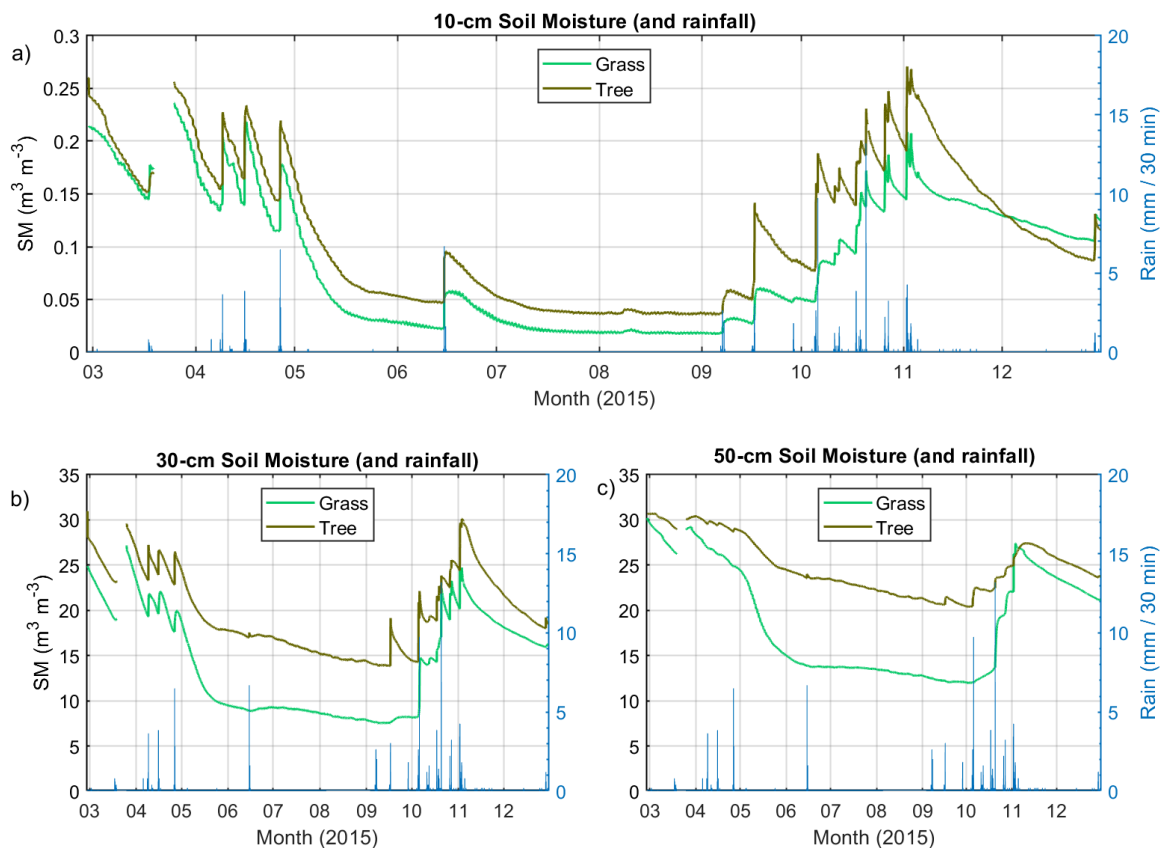 10-cm Soil Moisture (and rainfall)
a)
0.3
0.25
0.2
0.15
0.1
0.05
0
SM (m³ m⁻³)
Grass
Tree
20
15
10
5
0
Rain (mm / 30 min)
03 04 05 06 07 08 09 10 11 12
Month (2015)
30-cm Soil Moisture (and rainfall)
b)
35
30
25
20
15
10
5
0
SM (m³ m⁻³)
Grass
Tree
20
15
10
5
0
03 04 05 06 07 08 09 10 11 12
Month (2015)
50-cm Soil Moisture (and rainfall)
c)
35
30
25
20
15
10
5
0
Grass
Tree
20
15
10
5
0
Rain (mm / 30 min)
03 04 05 06 07 08 09 10 11 12
Month (2015)